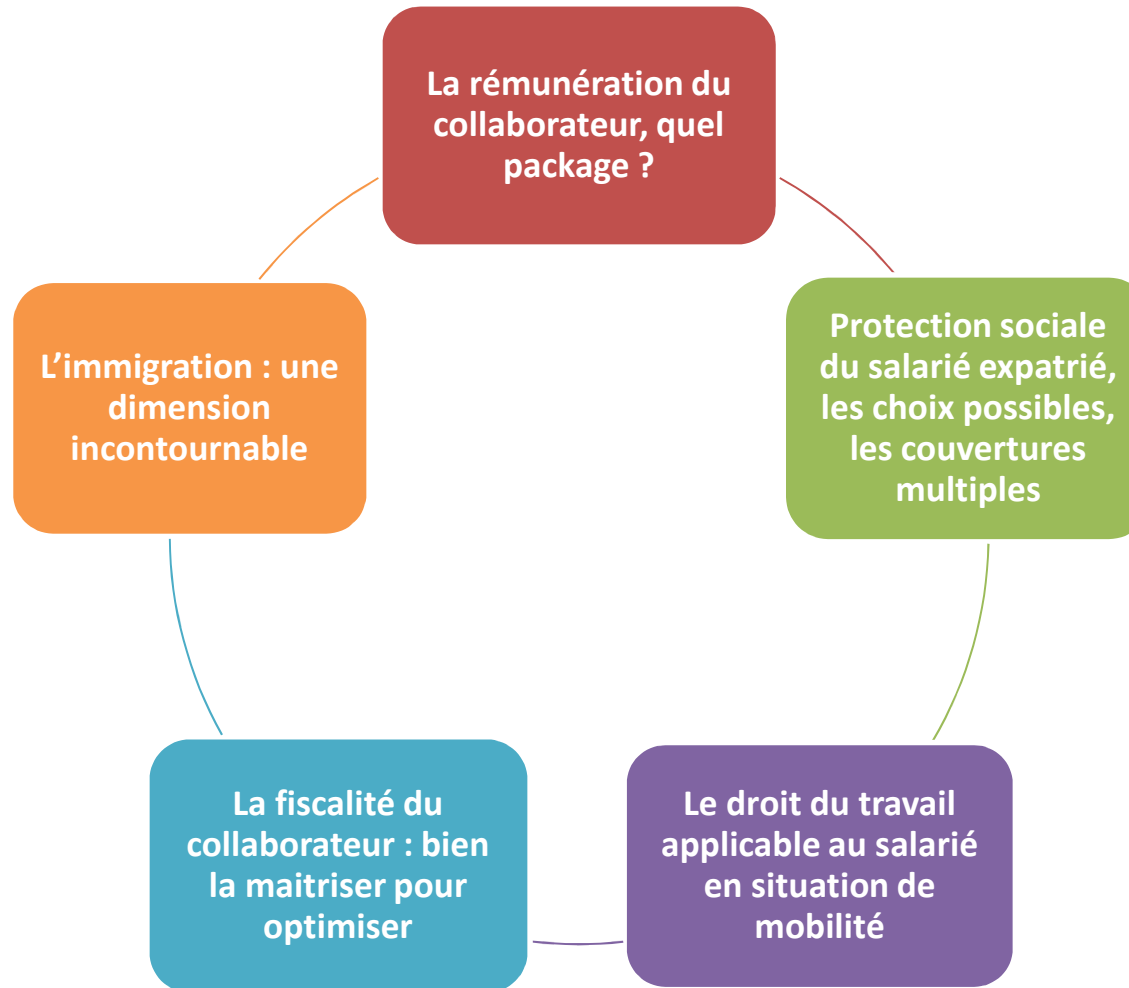 La rémunération du
collaborateur, quel
package ?
Protection sociale
du salarié expatrié,
les choix possibles,
les couvertures
multiples
Le droit du travail
applicable au salarié
en situation de
mobilité
La fiscalité du
collaborateur : bien
la maitriser pour
optimiser
L’immigration : une
dimension
incontournable